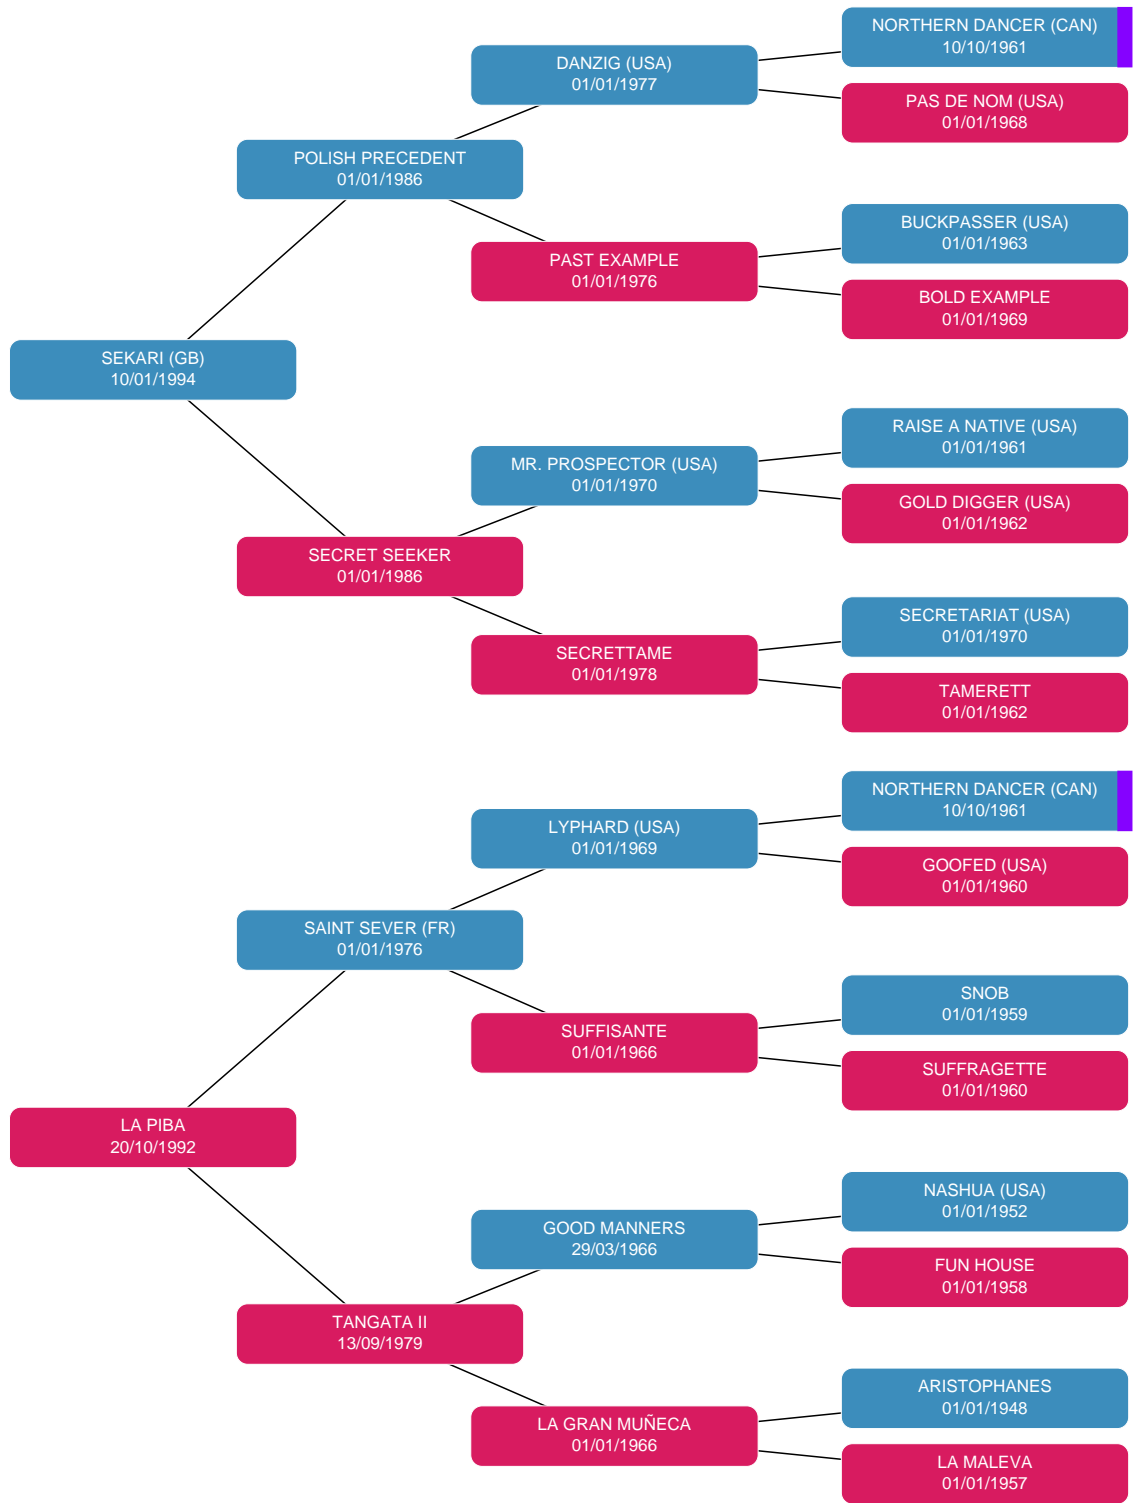 NORTHERN DANCER (CAN)
10/10/1961
DANZIG (USA)
01/01/1977
PAS DE NOM (USA)
01/01/1968
POLISH PRECEDENT
01/01/1986
BUCKPASSER (USA)
01/01/1963
PAST EXAMPLE
01/01/1976
BOLD EXAMPLE
01/01/1969
SEKARI (GB)
10/01/1994
RAISE A NATIVE (USA)
01/01/1961
MR. PROSPECTOR (USA)
01/01/1970
GOLD DIGGER (USA)
01/01/1962
SECRET SEEKER
01/01/1986
SECRETARIAT (USA)
01/01/1970
SECRETTAME
01/01/1978
TAMERETT
01/01/1962
NORTHERN DANCER (CAN)
10/10/1961
LYPHARD (USA)
01/01/1969
GOOFED (USA)
01/01/1960
SAINT SEVER (FR)
01/01/1976
SNOB
01/01/1959
SUFFISANTE
01/01/1966
SUFFRAGETTE
01/01/1960
LA PIBA
20/10/1992
NASHUA (USA)
01/01/1952
GOOD MANNERS
29/03/1966
FUN HOUSE
01/01/1958
TANGATA II
13/09/1979
ARISTOPHANES
01/01/1948
LA GRAN MUÑECA
01/01/1966
LA MALEVA
01/01/1957